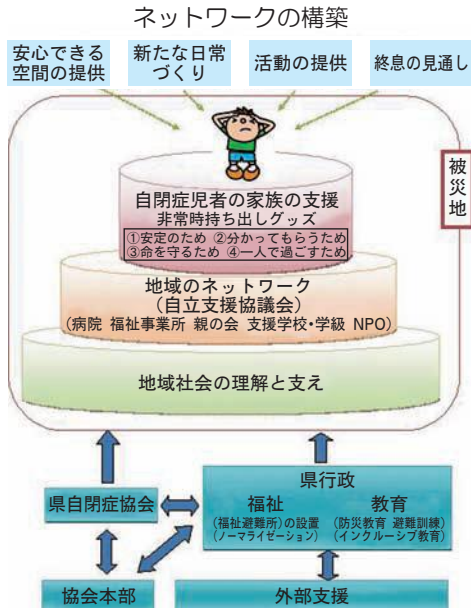 ネットワークの構築
安心できる
空間の提供
新たな日常
づくり
活動の提供
終息の見通し
被災地
自閉症児者の家族の支援
非常時持ち出しグッズ
①安定のため ②分かってもらうため
③命を守るため ④一人で過ごすため
地域のネットワーク
(自立支援協議会)
(病院 福祉事業所 親の会 支援学校・学級 NPO)
地域社会の理解と支え
県自閉症協会
県行政
福祉
(福祉避難所)の設置
(ノーマライゼーション)
教育
(防災教育 避難訓練)
(インクルーシブ教育)
協会本部
外部支援